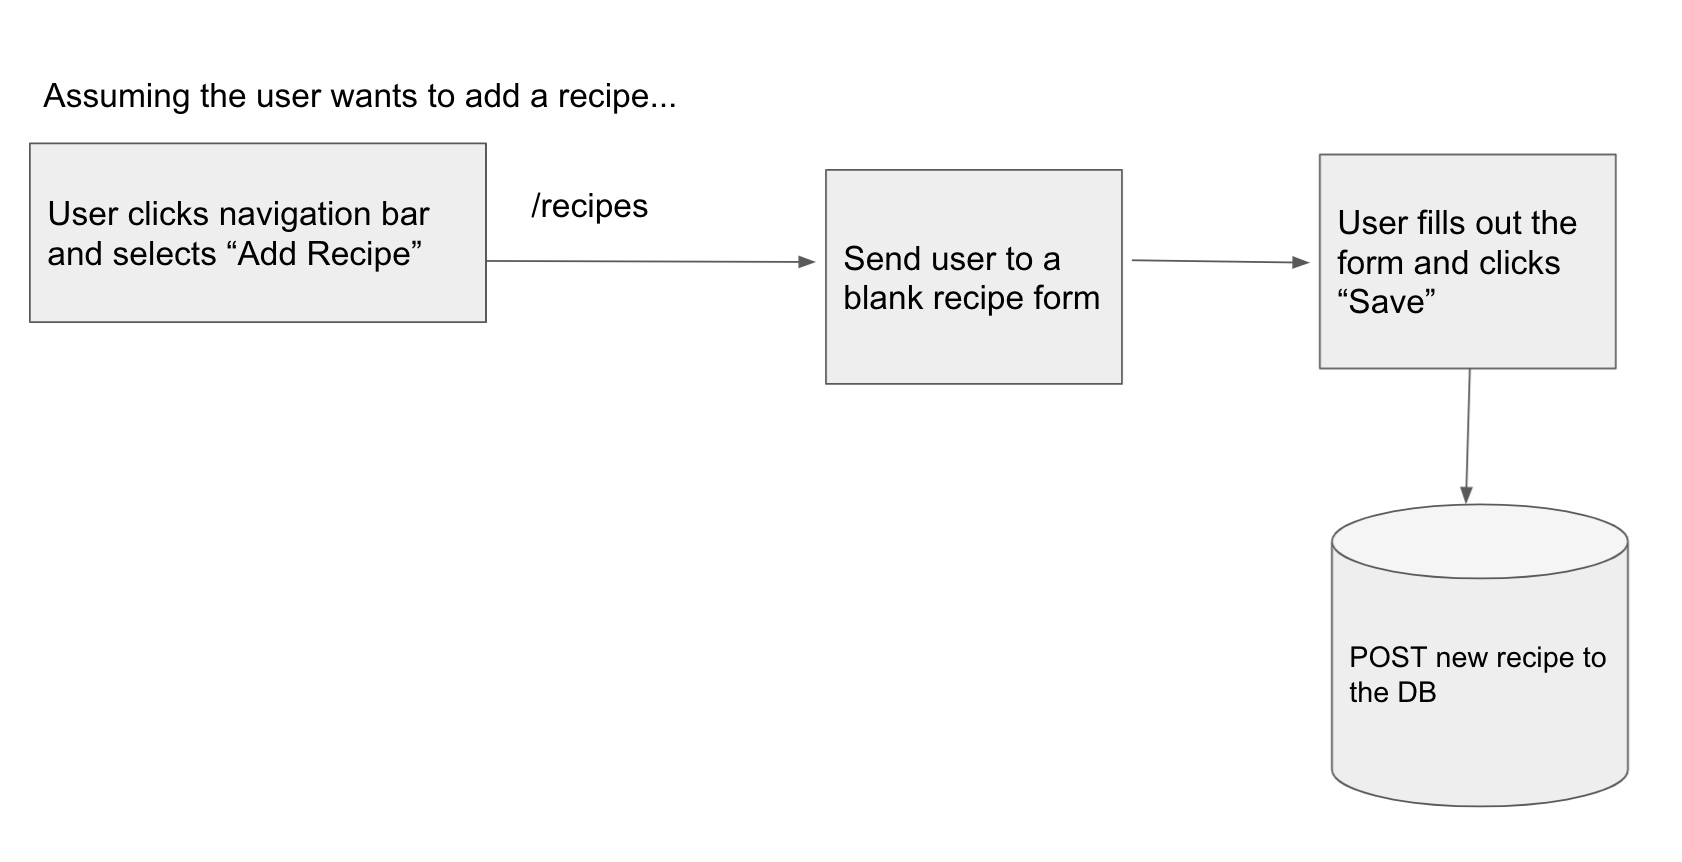 Assuming the user wants to add a recipe...
User clicks navigation bar
and selects “Add Recipe”
/recipes
Send user to a
blank recipe form
User fills out the
form and clicks
“Save”
POST new recipe to
the DB